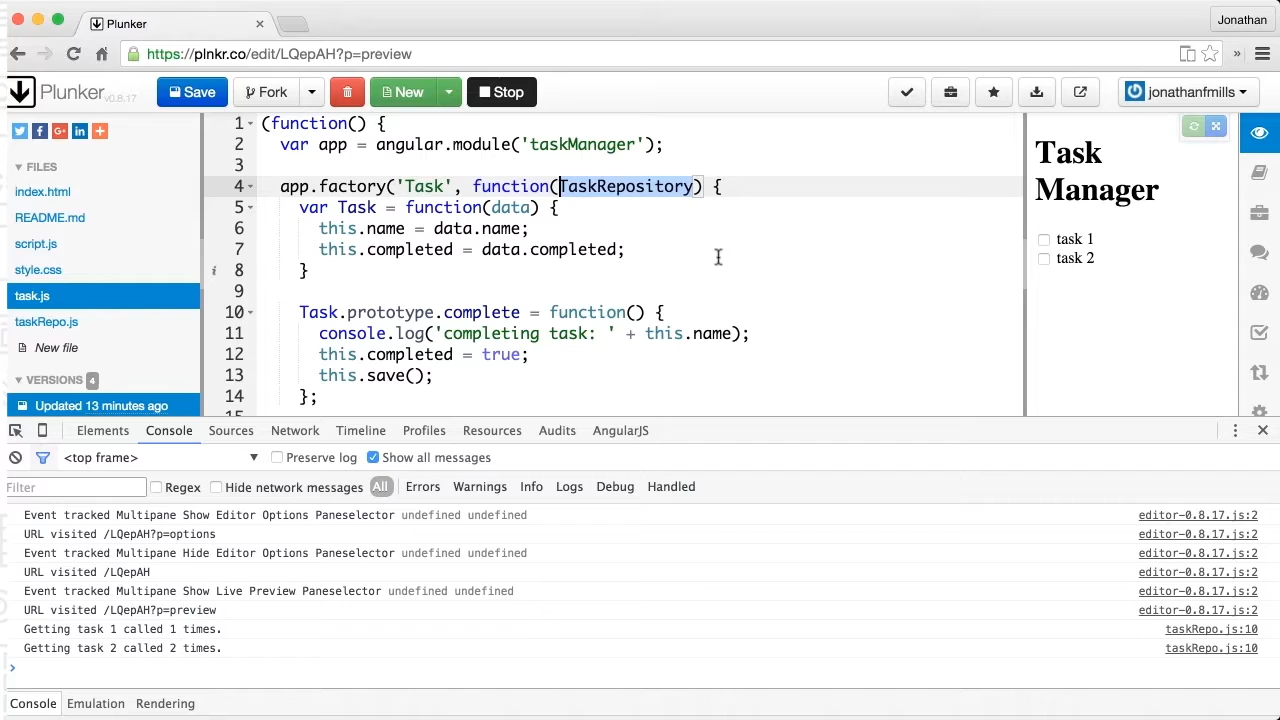 Plunker
Jonathan
https://plnkr.co/edit/LQepAH?p=preview
Plunker v0.8.17
Save
Fork
New
Stop
jonathanfmills
FILES
index.html
README.md
script.js
style.css
task.js
taskRepo.js
New file
VERSIONS 4
Updated 13 minutes ago
1 (function() {
2 var app = angular.module('taskManager');
3
4 app.factory('Task', function(TaskRepository) {
5 var Task = function(data) {
6 this.name = data.name;
7 this.completed = data.completed;
8 }
9
10 Task.prototype.complete = function() {
11 console.log('completing task: ' + this.name);
12 this.completed = true;
13 this.save();
14 };
15
Task
Manager
task 1
task 2
Elements Console Sources Network Timeline Profiles Resources Audits AngularJS
<top frame> Preserve log Show all messages
Filter Regex Hide network messages All Errors Warnings Info Logs Debug Handled
Event tracked Multipane Show Editor Options Paneselector undefined undefined editor-0.8.17.js:2
URL visited /LQepAH?p=options editor-0.8.17.js:2
Event tracked Multipane Hide Editor Options Paneselector undefined undefined editor-0.8.17.js:2
URL visited /LQepAH editor-0.8.17.js:2
Event tracked Multipane Show Live Preview Paneselector undefined undefined editor-0.8.17.js:2
URL visited /LQepAH?p=preview editor-0.8.17.js:2
Getting task 1 called 1 times. taskRepo.js:10
Getting task 2 called 2 times. taskRepo.js:10
>
Console Emulation Rendering